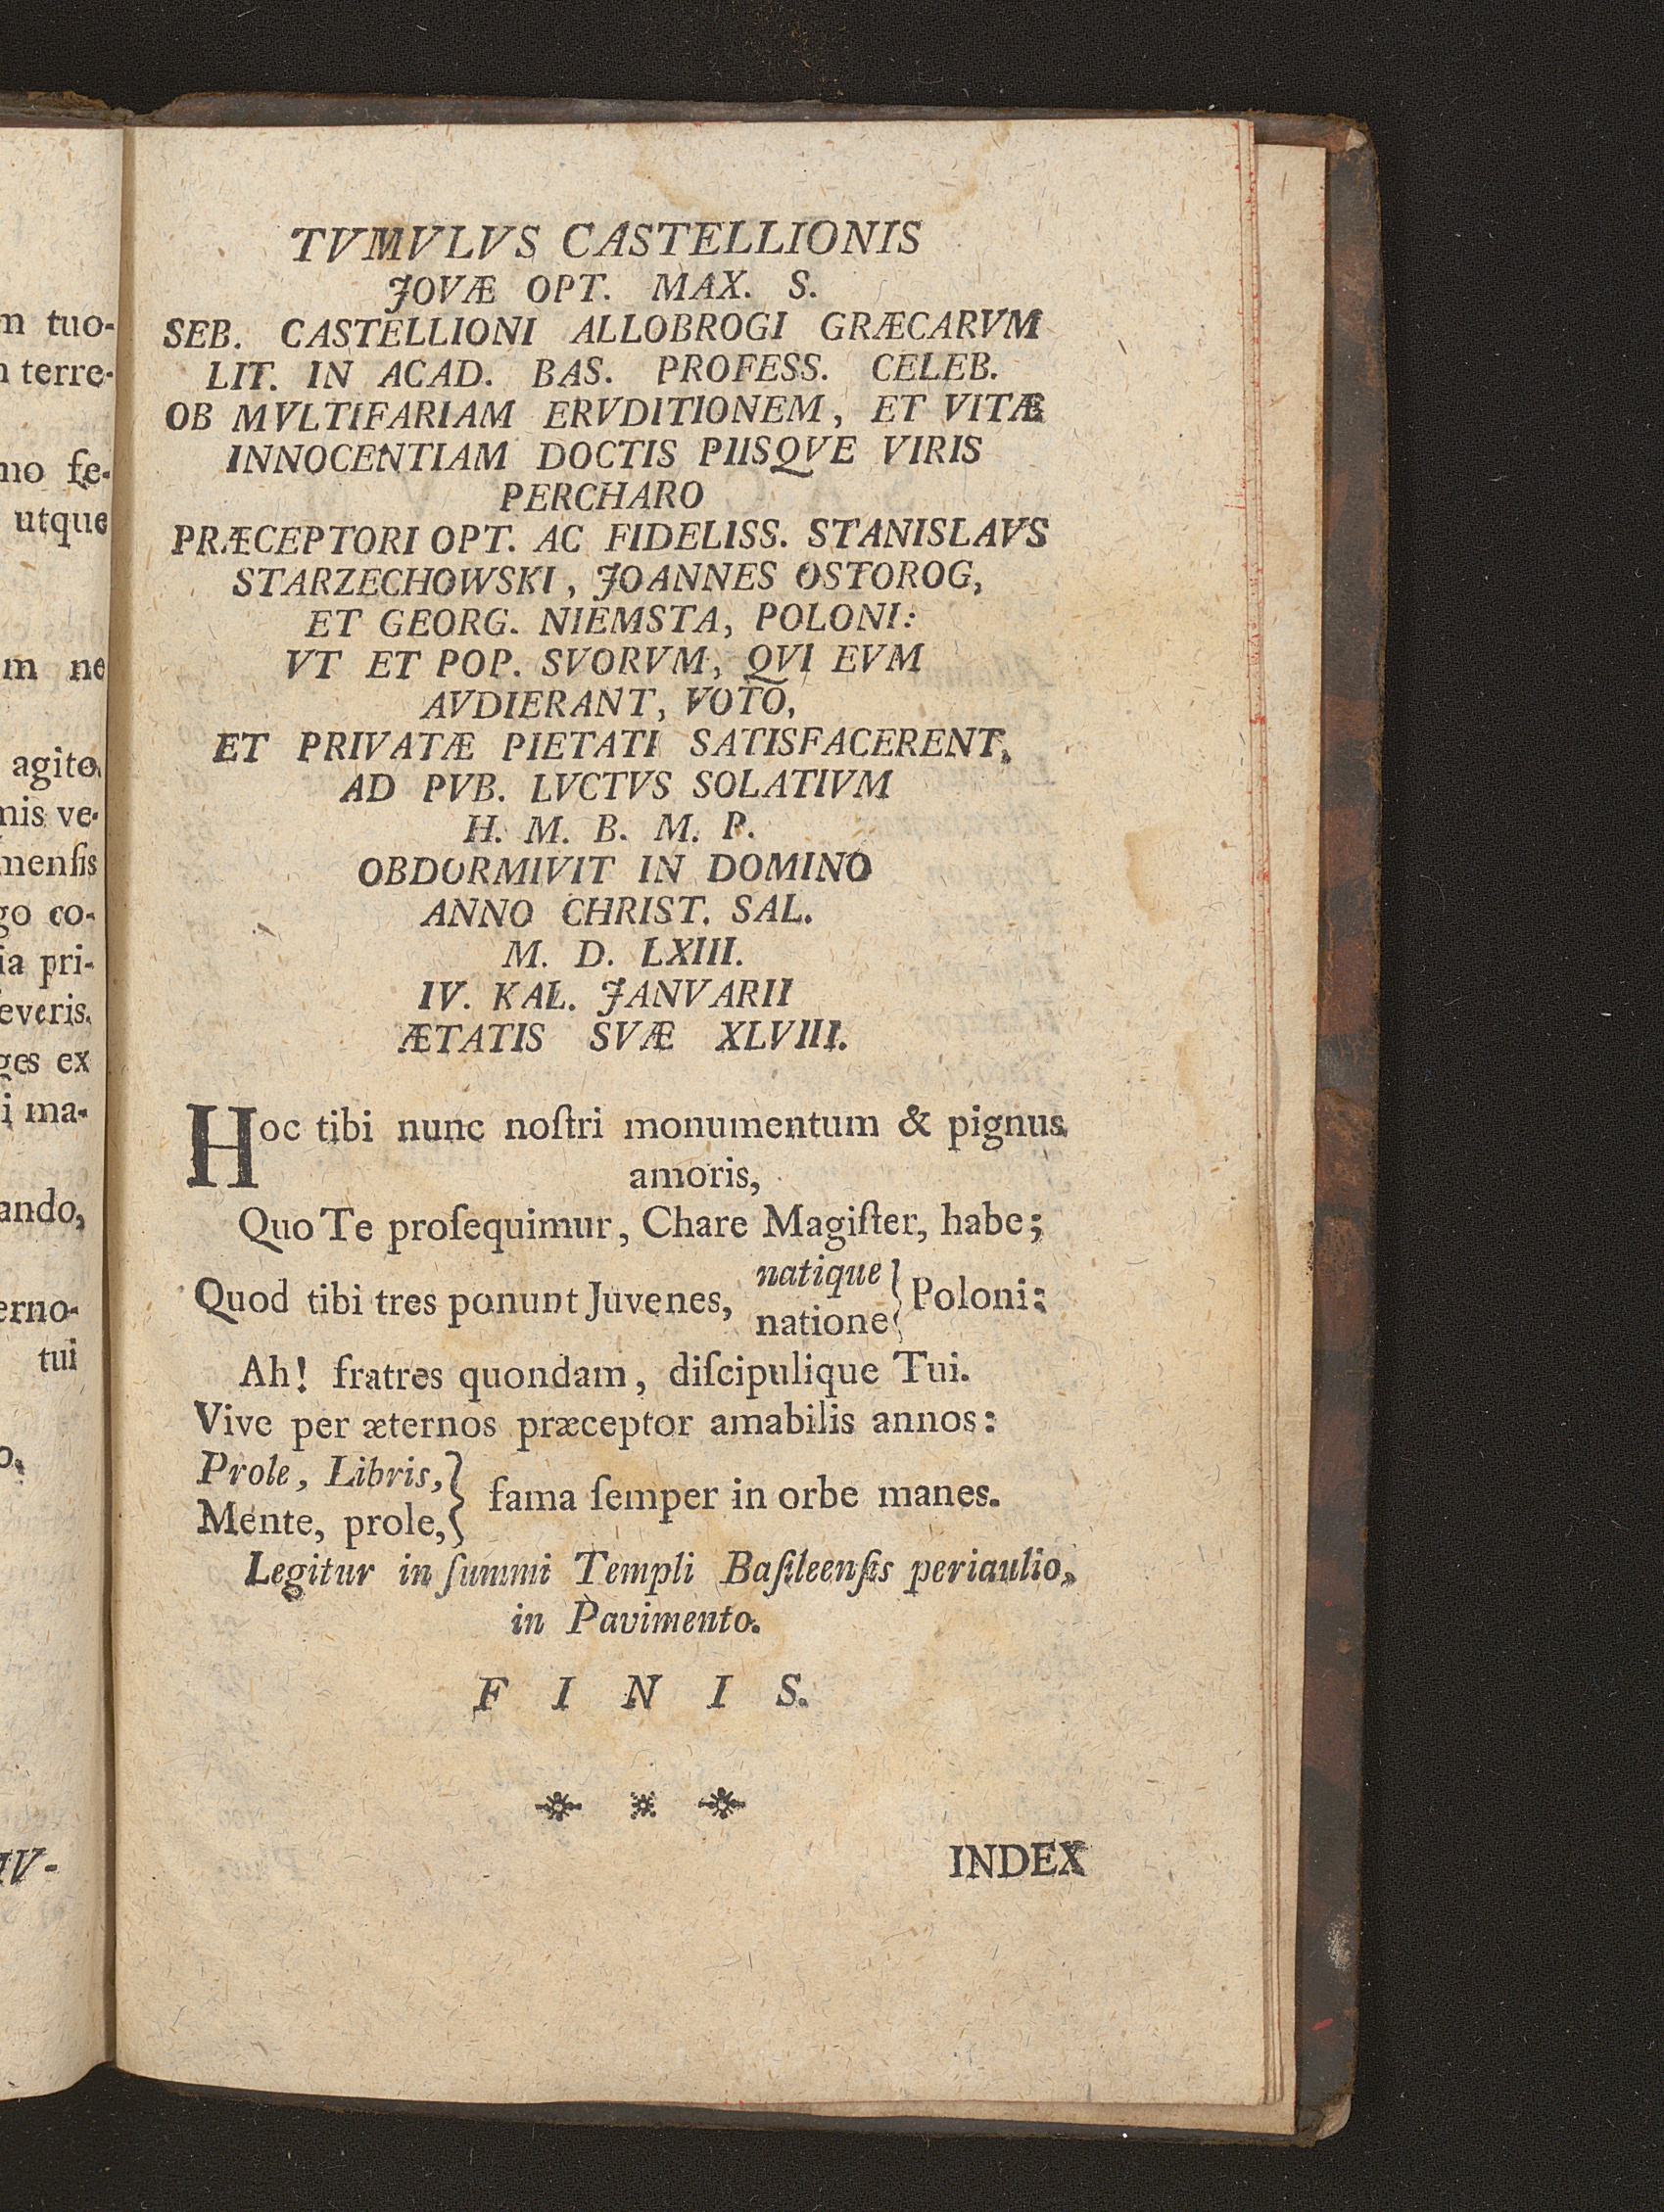 m tuo-
terre-
mo fe-
utque
m ne
agito,
mis ve-
mensis
go co-
ia pri-
everis.
ges ex
i ma-
ando,
erno-
tui
o.
IV-
TVMVLVS CASTELLIONIS
JOVÆ OPT. MAX. S.
SEB. CASTELLIONI ALLOBROGI GRÆCARVM
LIT. IN ACAD. BAS. PROFESS. CELEB.
OB MVLTIFARIAM ERVDITIONEM, ET VITÆ
INNOCENTIAM DOCTIS PIISQVE VIRIS
PERCHARO
PRÆCEPTORI OPT. AC FIDELISS. STANISLAVS
STARZECHOWSKI, JOANNES OSTOROG,
ET GEORG. NIEMSTA, POLONI:
VT ET POP. SVORVM, QVI EVM
AVDIERANT, VOTO,
ET PRIVATÆ PIETATI SATISFACERENT,
AD PVB. LVCTVS SOLATIVM
H. M. B. M. P.
OBDORMIVIT IN DOMINO
ANNO CHRIST. SAL.
M. D. LXIII.
IV. KAL. JANVARII
ÆTATIS SVÆ XLVIII.
Hoc tibi nunc noſtri monumentum & pignus
amoris,
Quo Te proſequimur, Chare Magiſter, habe;
Quod tibi tres ponunt Juvenes, natique } Poloni:
natione
Ah! fratres quondam, diſcipulique Tui.
Vive per æternos præceptor amabilis annos:
Prole, Libris, } fama ſemper in orbe manes.
Mente, prole,
Legitur in ſummi Templi Baſileenſis periaulio,
in Pavimento.
F I N I S.
INDEX